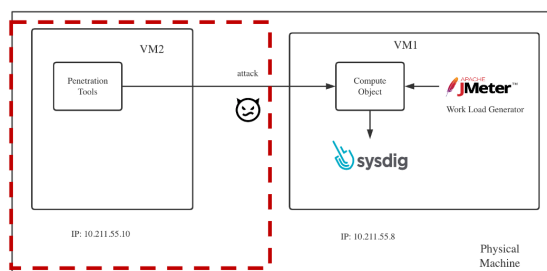 VM2
Penetration
Tools
attack
VM1
Compute
Object
APACHE
JMeter™
Work Load Generator
sysdig
IP: 10.211.55.10
IP: 10.211.55.8
Physical
Machine